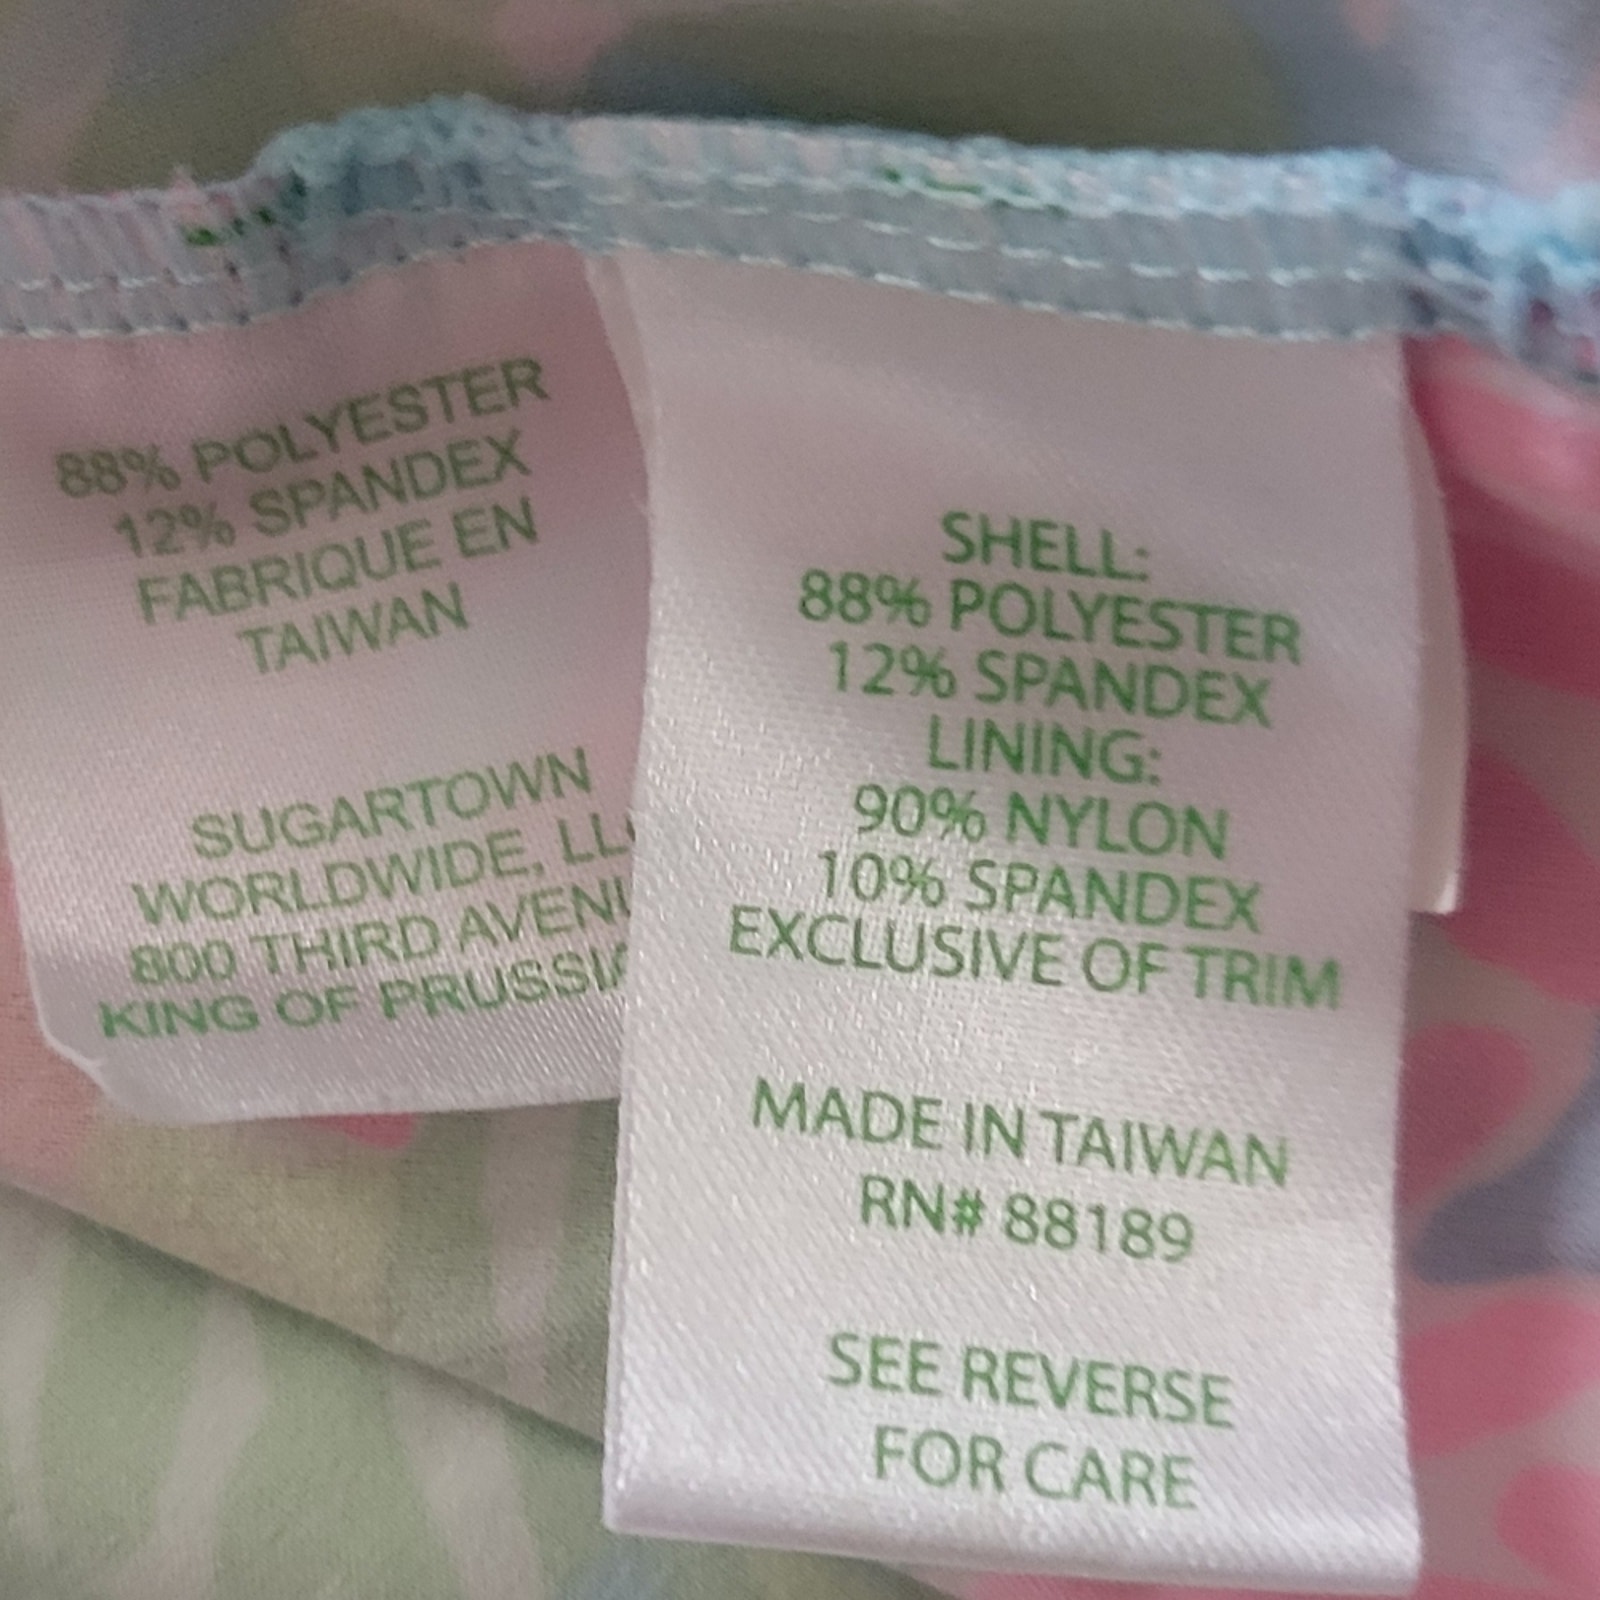 88% POLYESTER
12% SPANDEX
FABRIQUE EN
TAIWAN
SUGARTOWN
WORLDWIDE,
800 THIRD
KING OF
SHELL:
88% POLYESTER
12% SPANDEX
LINING:
90% NYLON
10% SPANDEX
EXCLUSIVE OF TRIM
MADE IN TAIWAN
RN# 88189
SEE REVERSE
FOR CARE